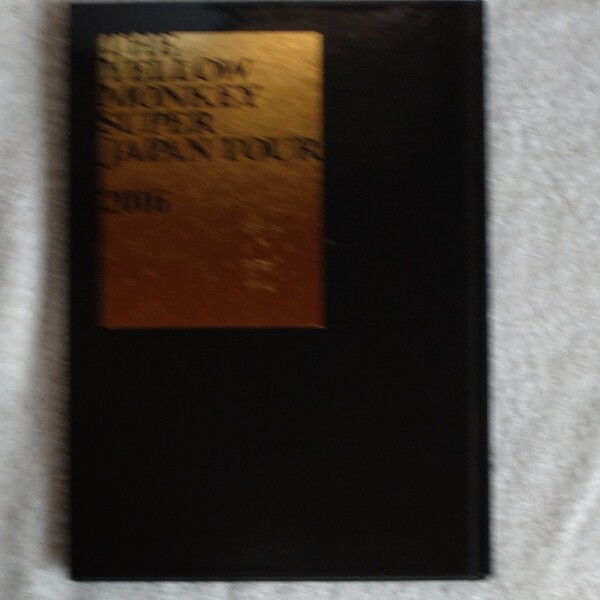 THE
YELLOW
MONKEY
SUPER
JAPAN TOUR
2016